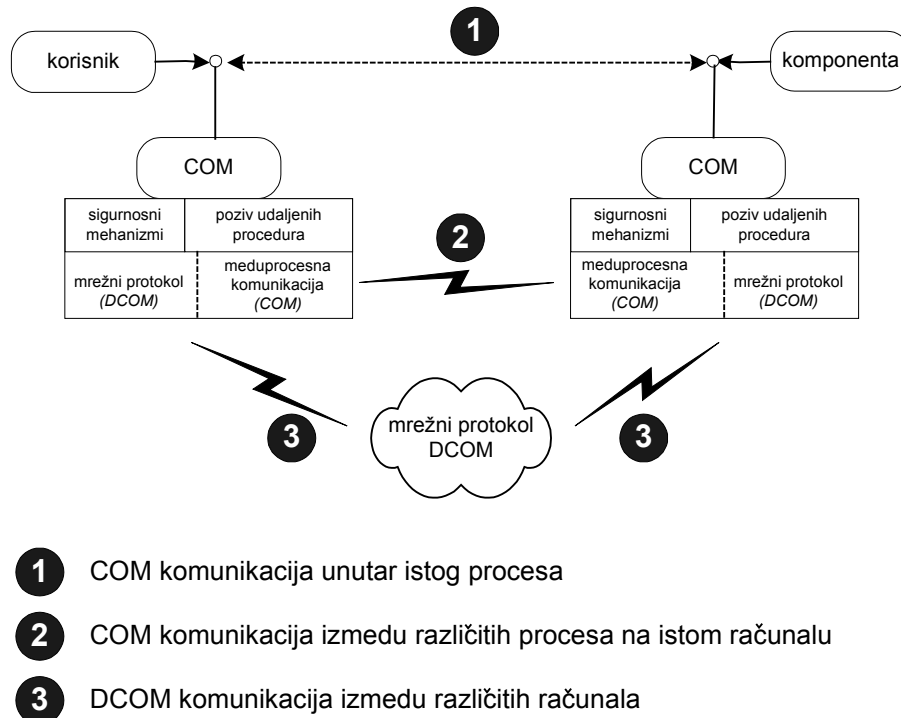 1
korisnik
komponenta
COM
COM
sigurnosni
mehanizmi
poziv udaljenih
procedura
mrežni protokol
(DCOM)
meduprocesna
komunikacija
(COM)
2
sigurnosni
mehanizmi
poziv udaljenih
procedura
meduprocesna
komunikacija
(COM)
mrežni protokol
(DCOM)
3
mrežni protokol
DCOM
3
1 COM komunikacija unutar istog procesa
2 COM komunikacija izmedu različitih procesa na istom računalu
3 DCOM komunikacija izmedu različitih računala